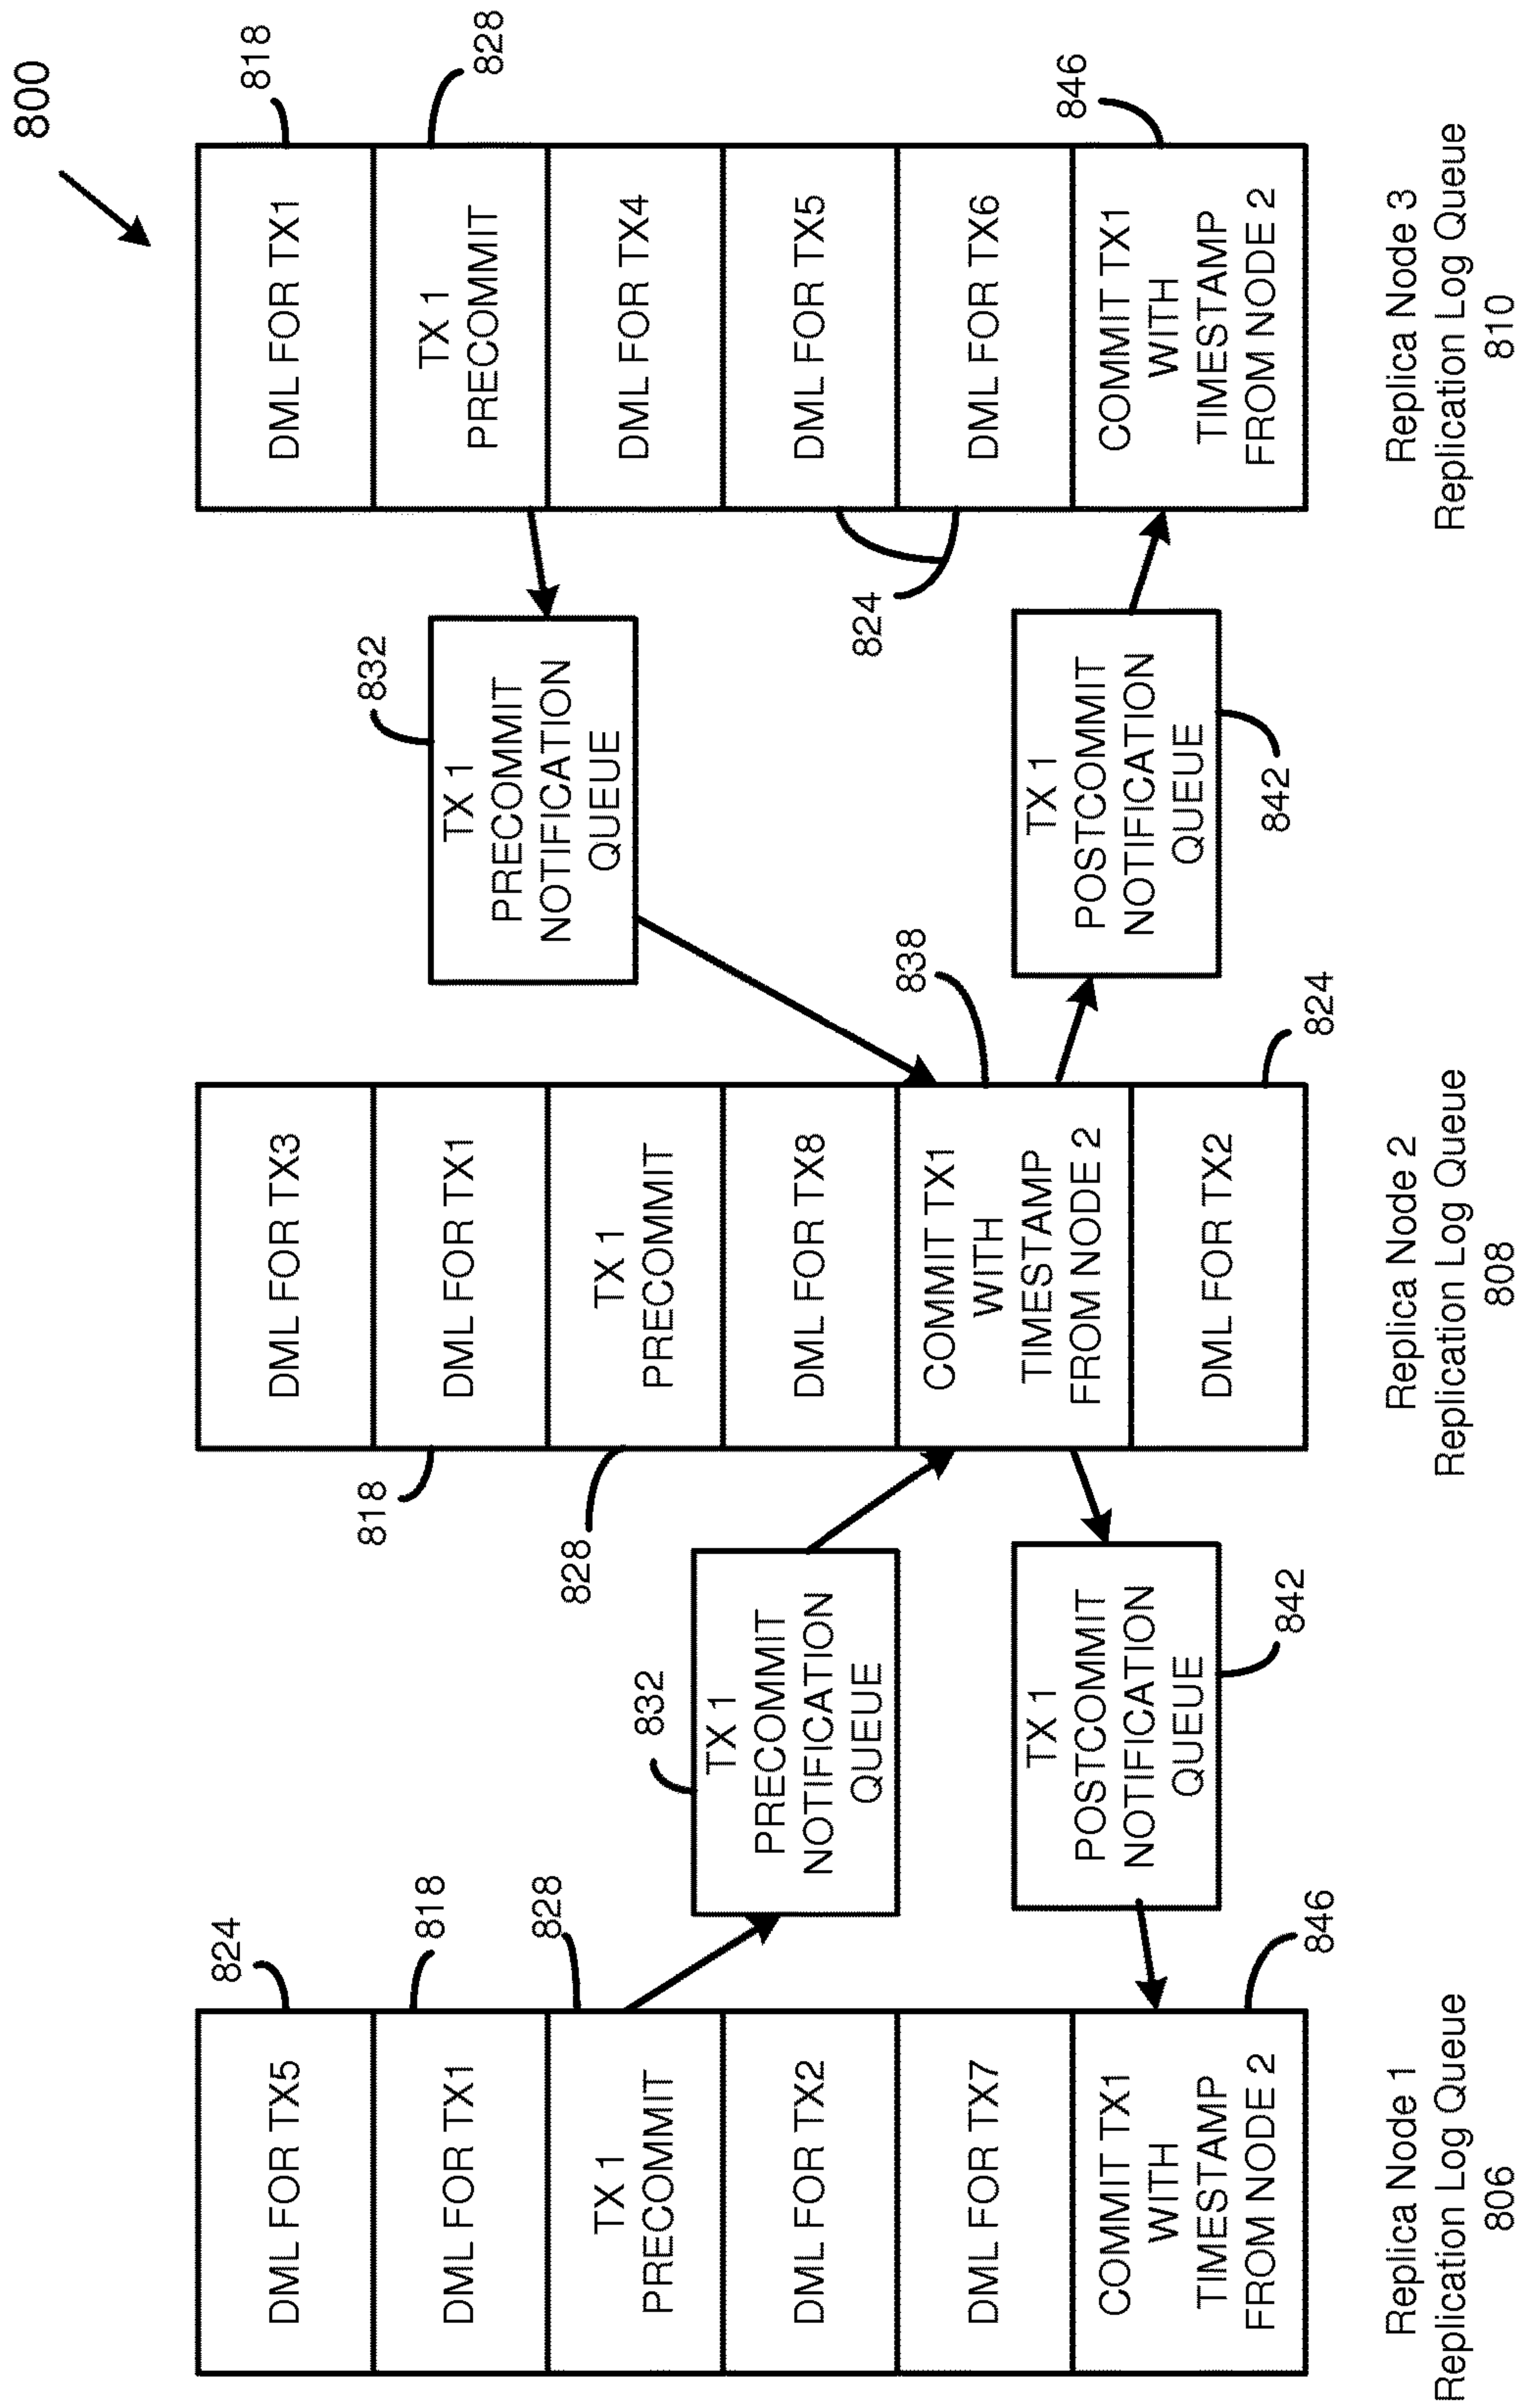 800
824
818
828
DML FOR TX5
DML FOR TX1
TX 1
PRECOMMIT
DML FOR TX2
DML FOR TX7
COMMIT TX1
WITH
TIMESTAMP
FROM NODE 2
846
Replica Node 1
Replication Log Queue
806
832
TX 1
PRECOMMIT
NOTIFICATION
QUEUE
TX 1
POSTCOMMIT
NOTIFICATION
QUEUE
842
818
828
DML FOR TX3
DML FOR TX1
TX 1
PRECOMMIT
DML FOR TX8
COMMIT TX1
WITH
TIMESTAMP
FROM NODE 2
DML FOR TX2
838
824
Replica Node 2
Replication Log Queue
808
832
TX 1
PRECOMMIT
NOTIFICATION
QUEUE
TX 1
POSTCOMMIT
NOTIFICATION
QUEUE
842
824
DML FOR TX1
TX 1
PRECOMMIT
DML FOR TX4
DML FOR TX5
DML FOR TX6
COMMIT TX1
WITH
TIMESTAMP
FROM NODE 2
818
828
846
Replica Node 3
Replication Log Queue
810